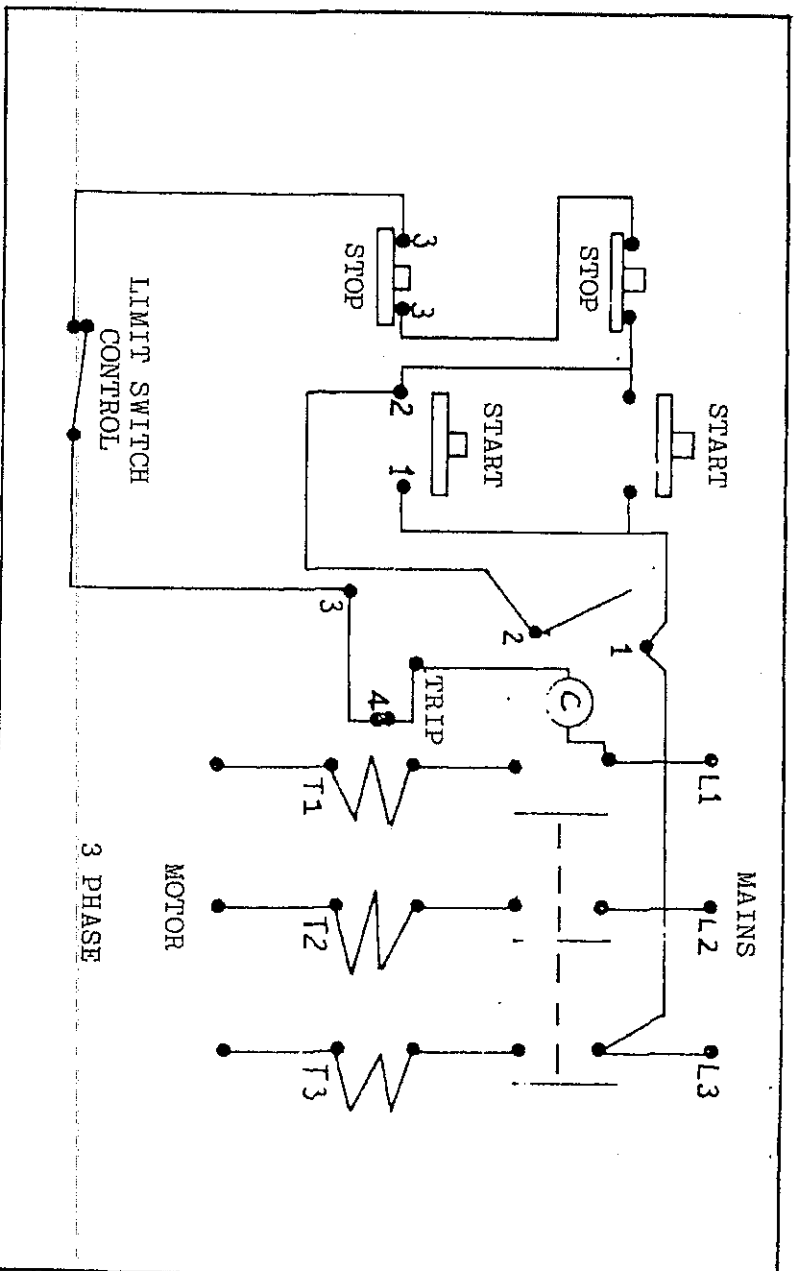 MAINS
L1 L2 L3
START
STOP
1
2
C
START
STOP
1
2
3
3
TRIP
4
3
T1 T2 T3
LIMIT SWITCH
CONTROL
MOTOR
3 PHASE